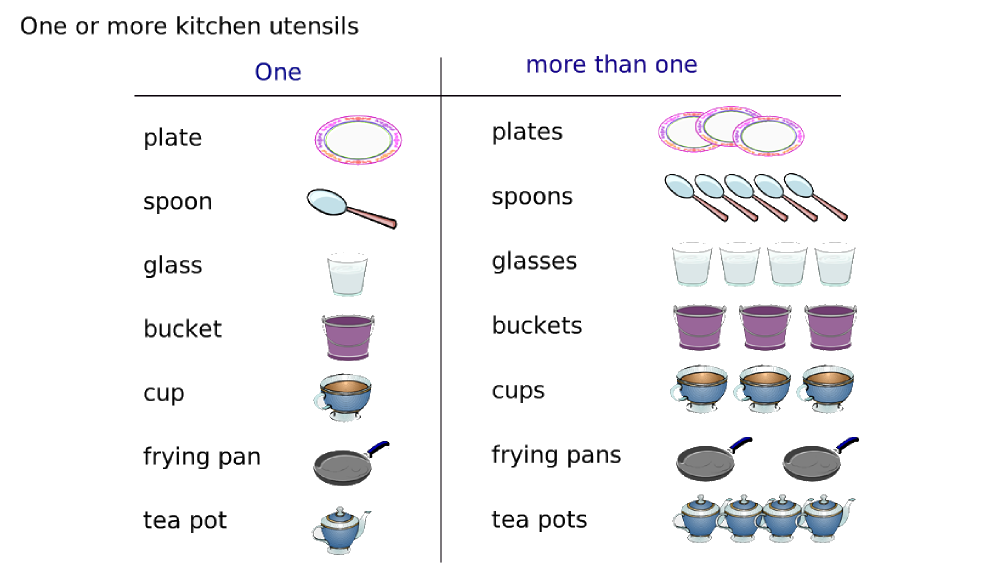 One or more kitchen utensils
One more than one
plate plates
spoon spoons
glass glasses
bucket buckets
cup cups
frying pan frying pans
tea pot tea pots